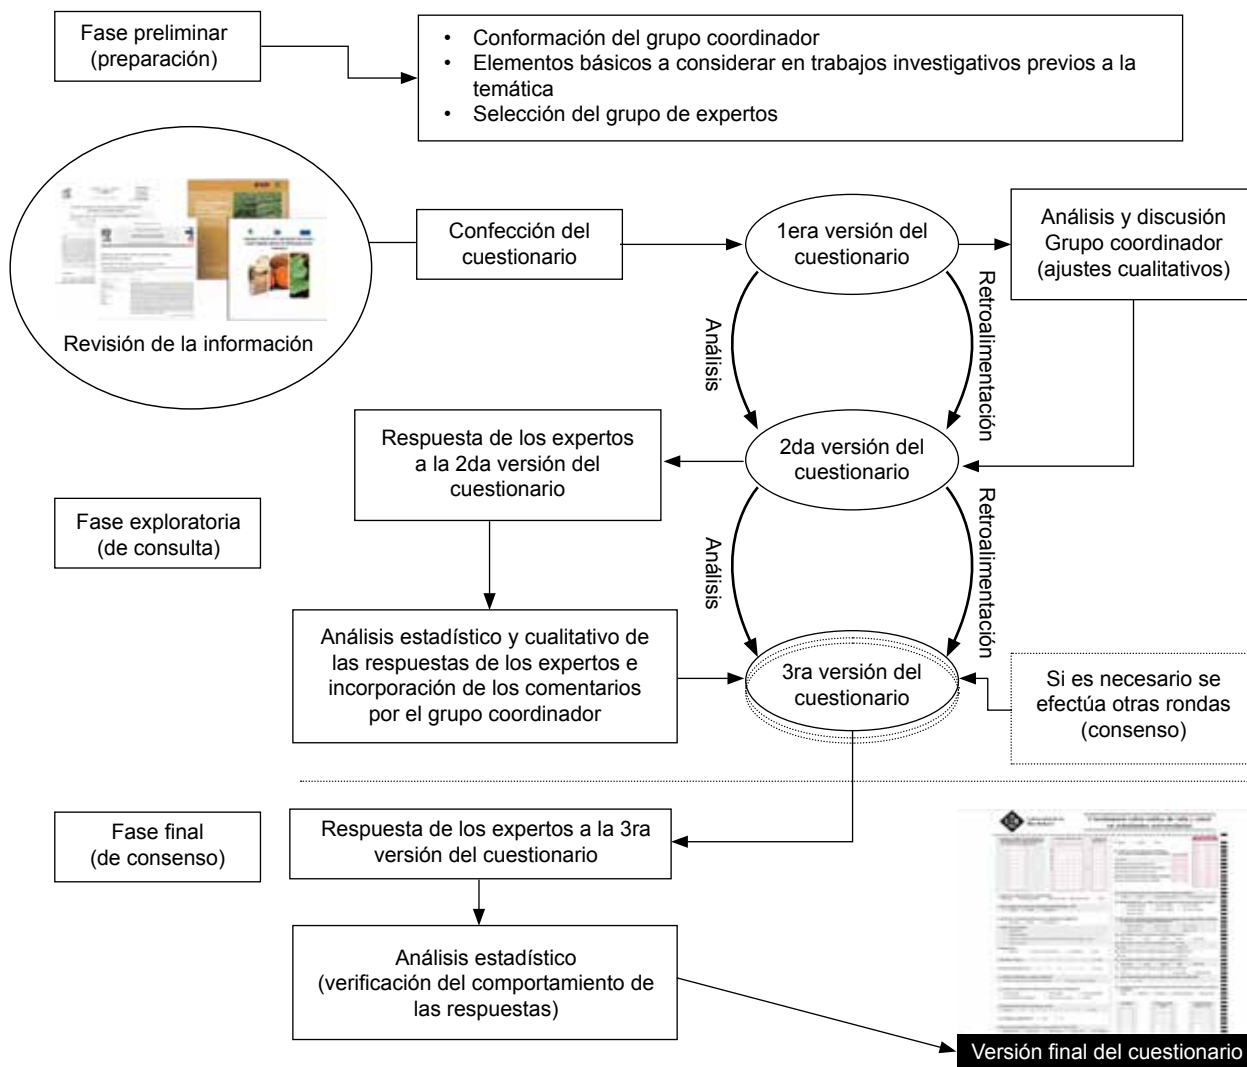 Fase preliminar
(preparación)
• Conformación del grupo coordinador
• Elementos básicos a considerar en trabajos investigativos previos a la
temática
• Selección del grupo de expertos
Revisión de la información
Confección del
cuestionario
1era versión del
cuestionario
Análisis y discusión
Grupo coordinador
(ajustes cualitativos)
Análisis
Retroalimentación
Respuesta de los expertos
a la 2da versión del
cuestionario
2da versión del
cuestionario
Fase exploratoria
(de consulta)
Análisis
Retroalimentación
Análisis estadístico y cualitativo de
las respuestas de los expertos e
incorporación de los comentarios
por el grupo coordinador
3ra versión del
cuestionario
Si es necesario se
efectúa otras rondas
(consenso)
Fase final
(de consenso)
Respuesta de los expertos a la 3ra
versión del cuestionario
Análisis estadístico
(verificación del comportamiento de
las respuestas)
Versión final del cuestionario